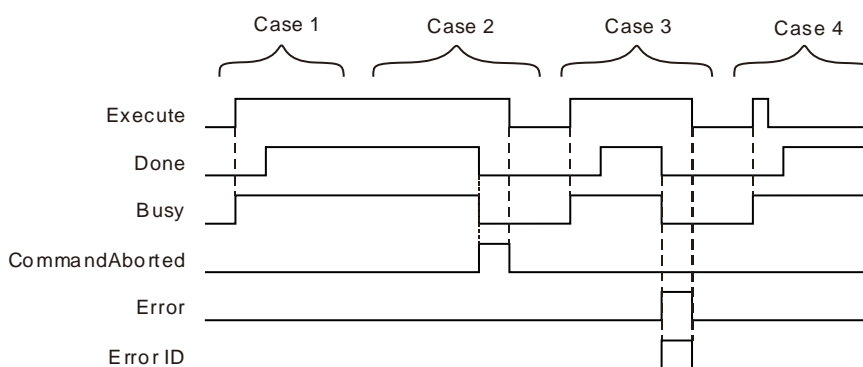 Case 1 Case 2 Case 3 Case 4
Execute
Done
Busy
CommandAborted
Error
Error ID